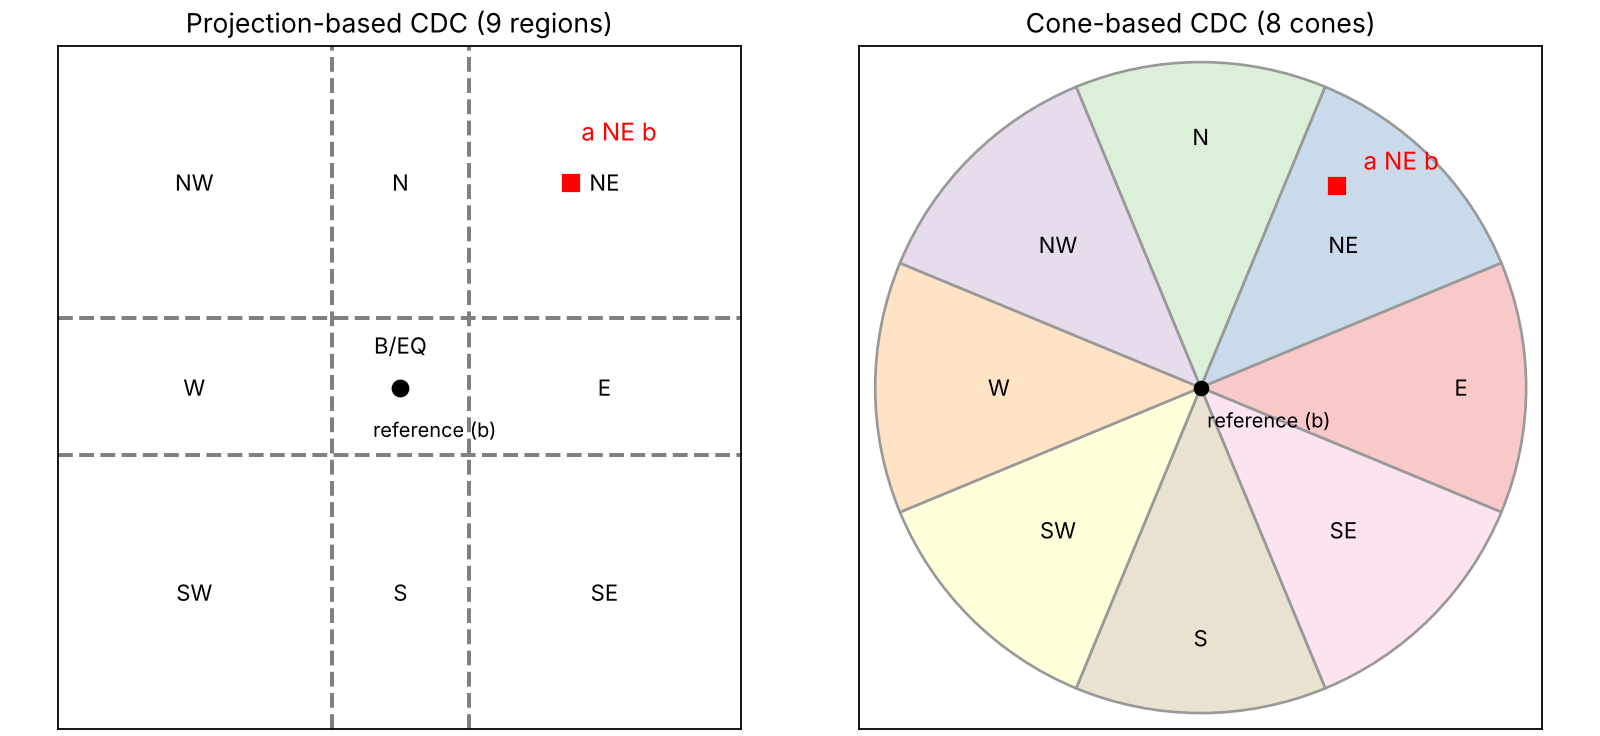 Projection-based CDC (9 regions)
a NE b
NW
N
NE
B/EQ
W
E
reference (b)
SW
S
SE
Cone-based CDC (8 cones)
N
a NE b
NW
NE
W
E
reference (b)
SW
SE
S